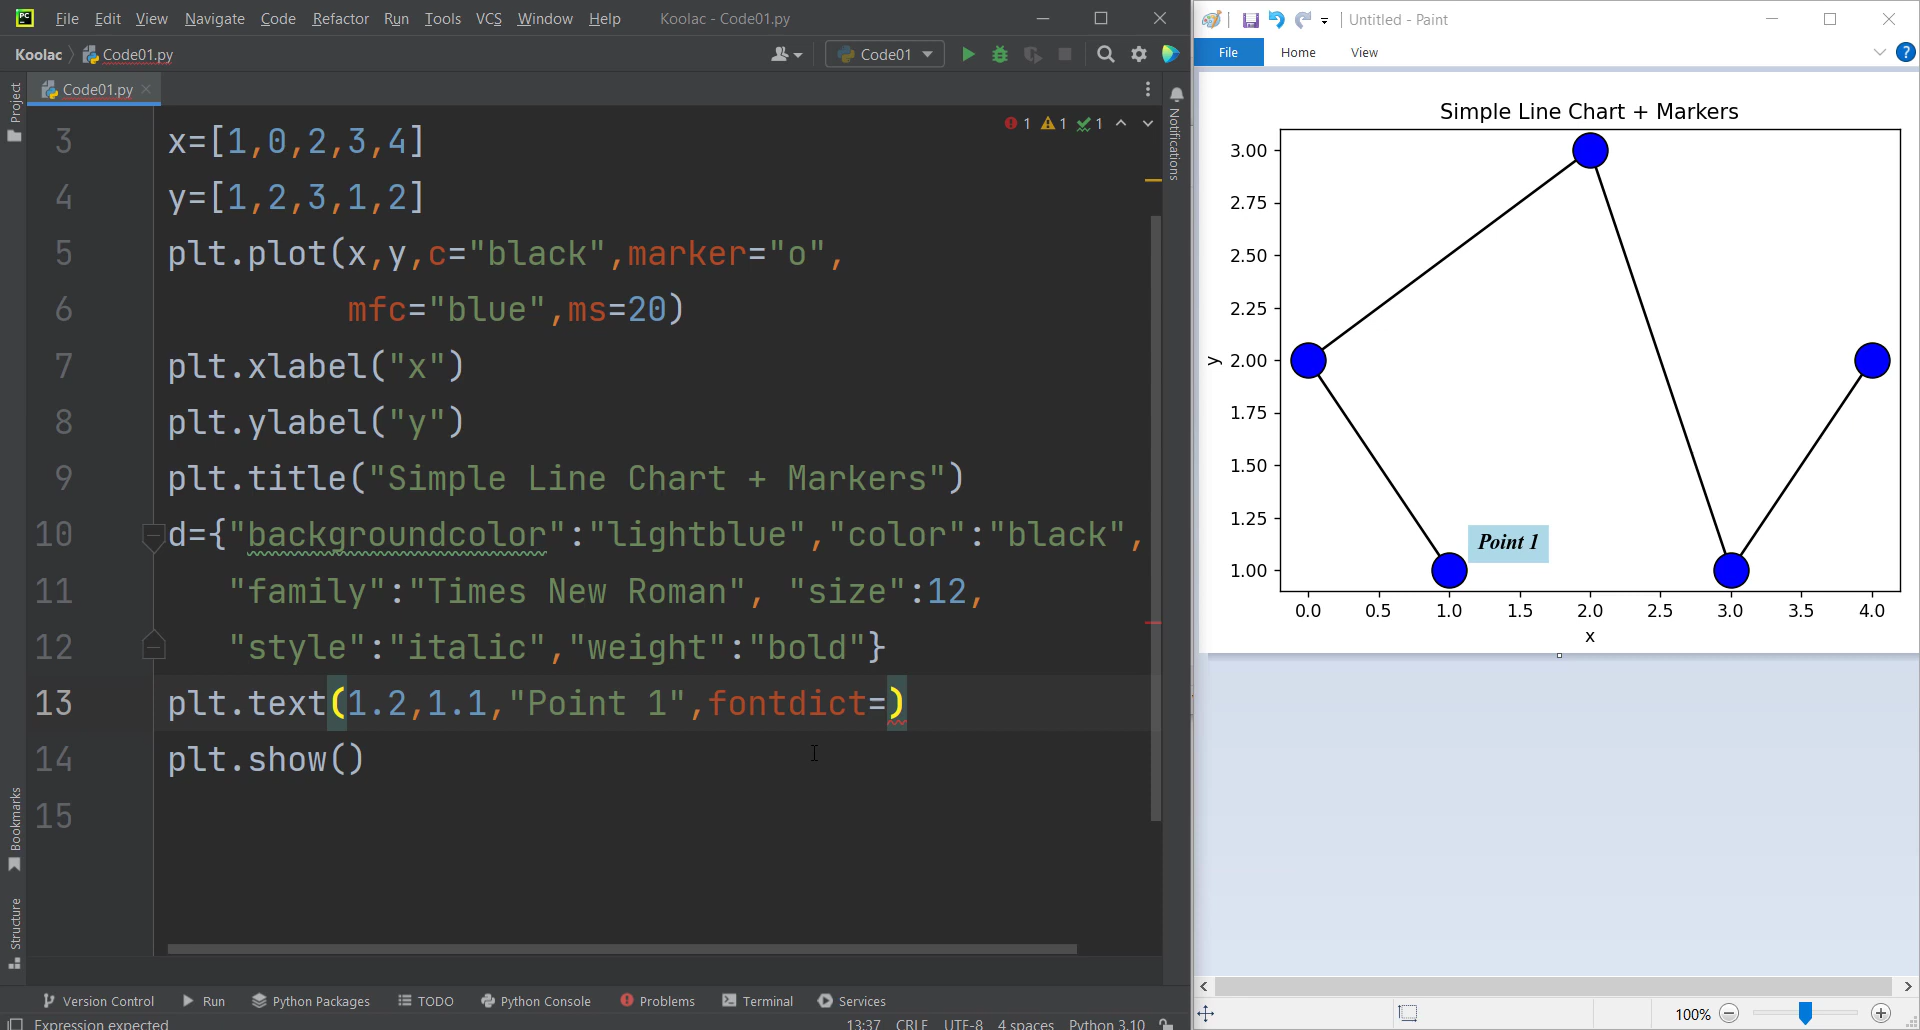 File Edit View Navigate Code Refactor Run Tools VCS Window Help Koolac - Code01.py
Koolac Code01.py Code01
Code01.py
Project
Notifications
1 1 1
3 x=[1,0,2,3,4]
4 y=[1,2,3,1,2]
5 plt.plot(x,y,c="black",marker="o",
6 mfc="blue",ms=20)
7 plt.xlabel("x")
8 plt.ylabel("y")
9 plt.title("Simple Line Chart + Markers")
10 d={"backgroundcolor":"lightblue","color":"black",
11 "family":"Times New Roman", "size":12,
12 "style":"italic","weight":"bold"}
13 plt.text(1.2,1.1,"Point 1",fontdict=)
14 plt.show()
15
Bookmarks
Structure
Version Control Run Python Packages TODO Python Console Problems Terminal Services
Expression expected 13:37 CRLF UTF-8 4 spaces Python 3.10
Untitled - Paint
File Home View
Simple Line Chart + Markers
3.00
2.75
2.50
2.25
2.00
1.75
1.50
1.25
1.00
y
Point 1
0.0 0.5 1.0 1.5 2.0 2.5 3.0 3.5 4.0
x
100%